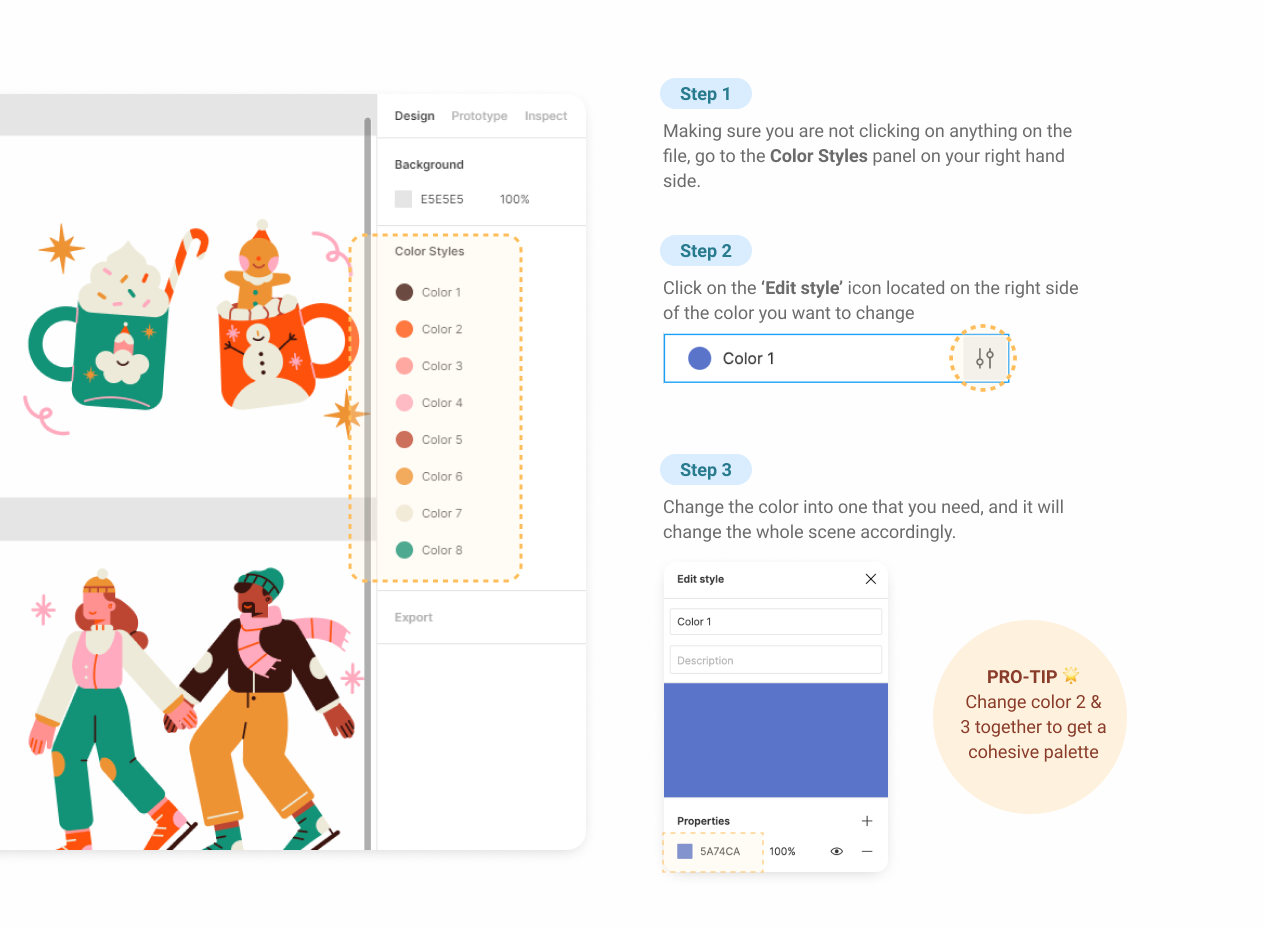 Design Prototype Inspect
Background
E5E5E5 100%
Color Styles
Color 1
Color 2
Color 3
Color 4
Color 5
Color 6
Color 7
Color 8
Export
Step 1
Making sure you are not clicking on anything on the
file, go to the Color Styles panel on your right hand
side.
Step 2
Click on the ‘Edit style’ icon located on the right side
of the color you want to change
Color 1
Step 3
Change the color into one that you need, and it will
change the whole scene accordingly.
Edit style
Color 1
Description
Properties
5A74CA 100%
PRO-TIP 🌟
Change color 2 &
3 together to get a
cohesive palette